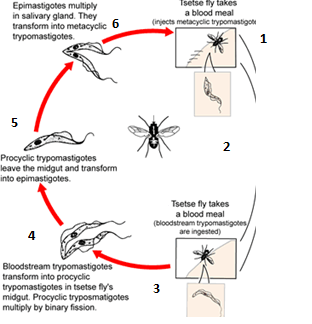 Epimastigotes multiply
in salivary gland. They
transform into metacyclic
trypomastigotes.
6
Tsetse fly takes
a blood meal
(injects metacyclic trypomastigote
1
5
2
Procyclic trypomastigotes
leave the midgut and transform
into epimastigotes.
Tsetse fly takes
a blood meal
(bloodstream trypomastigotes
are ingested)
4
3
Bloodstream trypomastigotes
transform into procyclic
trypomastigotes in tsetse fly's
midgut. Procyclic tryposmatigotes
multiply by binary fission.